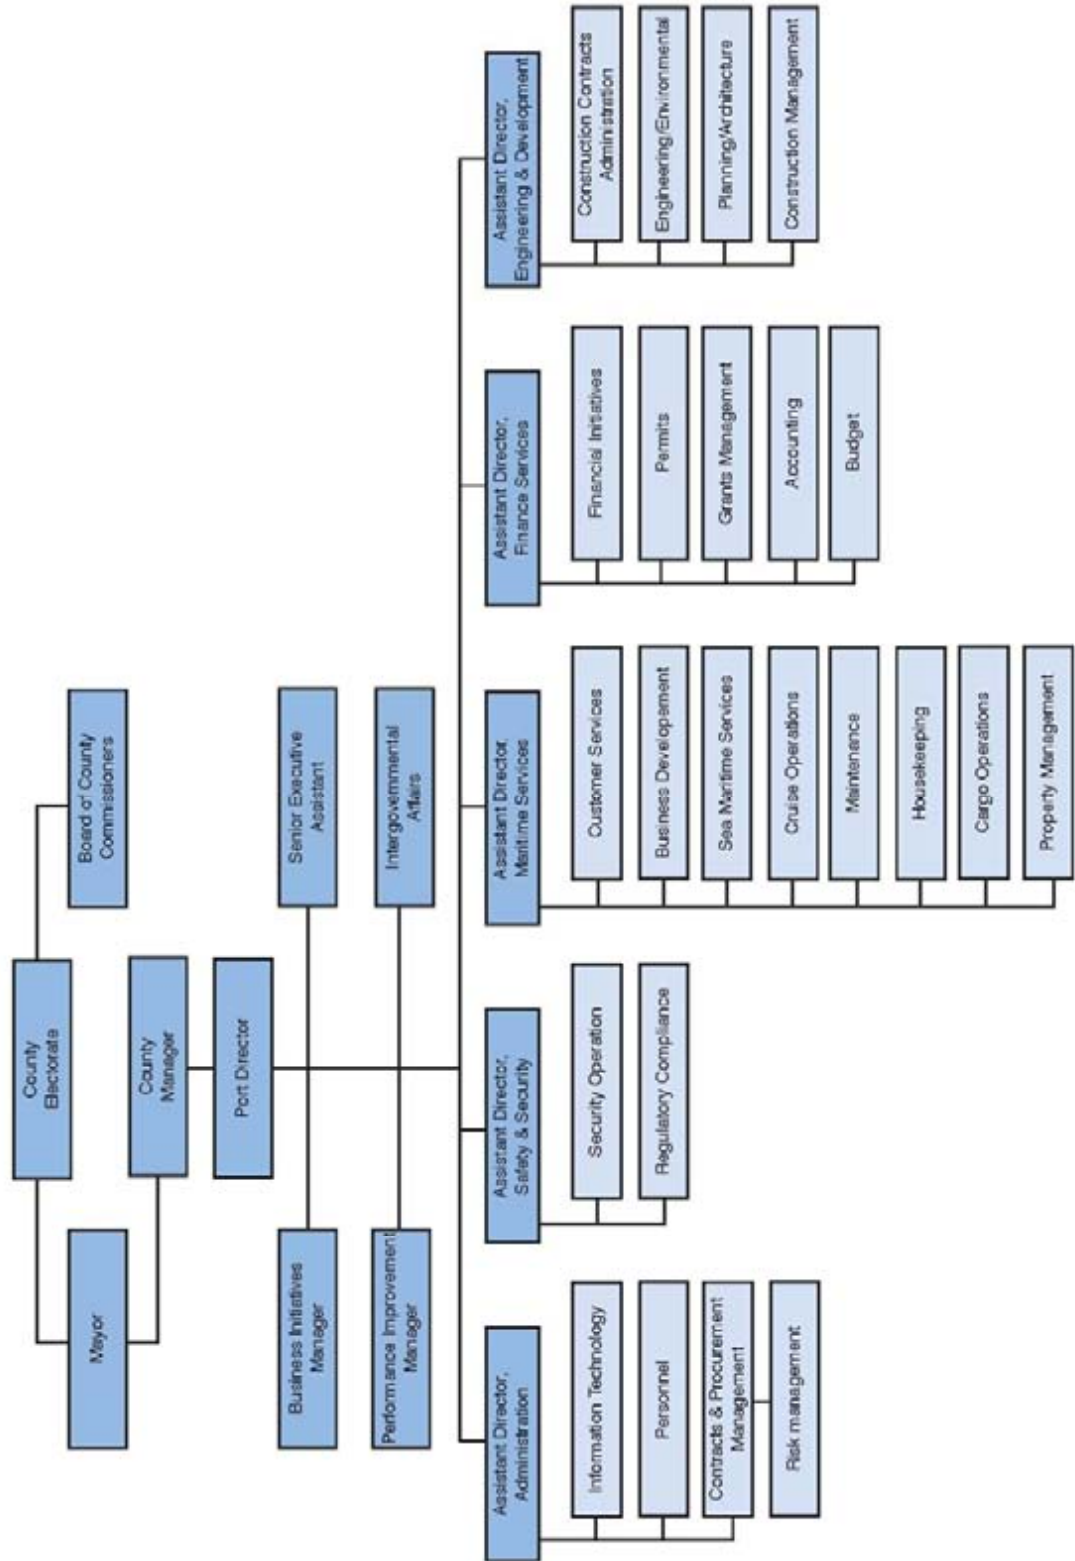 County
Electorate
Mayor
Board of County
Commissioners
County
Manager
Port Director
Business Initiatives
Manager
Senior Executive
Assistant
Performance Improvement
Manager
Intergovernmental
Affairs
Assistant Director,
Administration
Information Technology
Personnel
Contracts & Procurement
Management
Risk management
Assistant Director,
Safety & Security
Security Operation
Regulatory Compliance
Assistant Director,
Maritime Services
Customer Services
Business Developement
Sea Maritime Services
Cruise Operations
Maintenance
Housekeeping
Cargo Operations
Property Management
Assistant Director,
Finance Services
Financial Initiatives
Permits
Grants Management
Accounting
Budget
Assistant Director,
Engineering & Development
Construction Contracts
Administration
Engineering/Environmental
Planning/Architecture
Construction Management